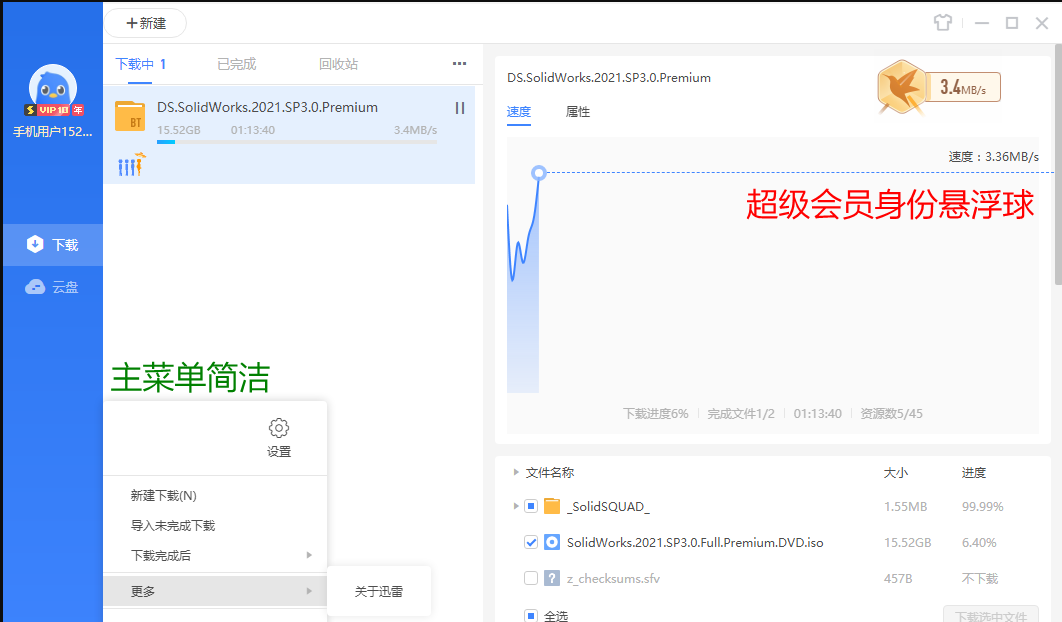 +新建
手机用户152...
VIP10 年
下载
云盘
下载中 1 已完成 回收站 ...
DS.SolidWorks.2021.SP3.0.Premium
15.52GB 01:13:40 3.4MB/s
BT
主菜单简洁
设置
新建下载(N)
导入未完成下载
下载完成后
更多
关于迅雷
DS.SolidWorks.2021.SP3.0.Premium
3.4MB/s
速度 属性
速度：3.36MB/s
超级会员身份悬浮球
下载进度6% 完成文件1/2 01:13:40 资源数5/45
文件名称 大小 进度
_SolidSQUAD_ 1.55MB 99.99%
SolidWorks.2021.SP3.0.Full.Premium.DVD.iso 15.52GB 6.40%
? z_checksums.sfv 457B 不下载
全选 下载选中文件